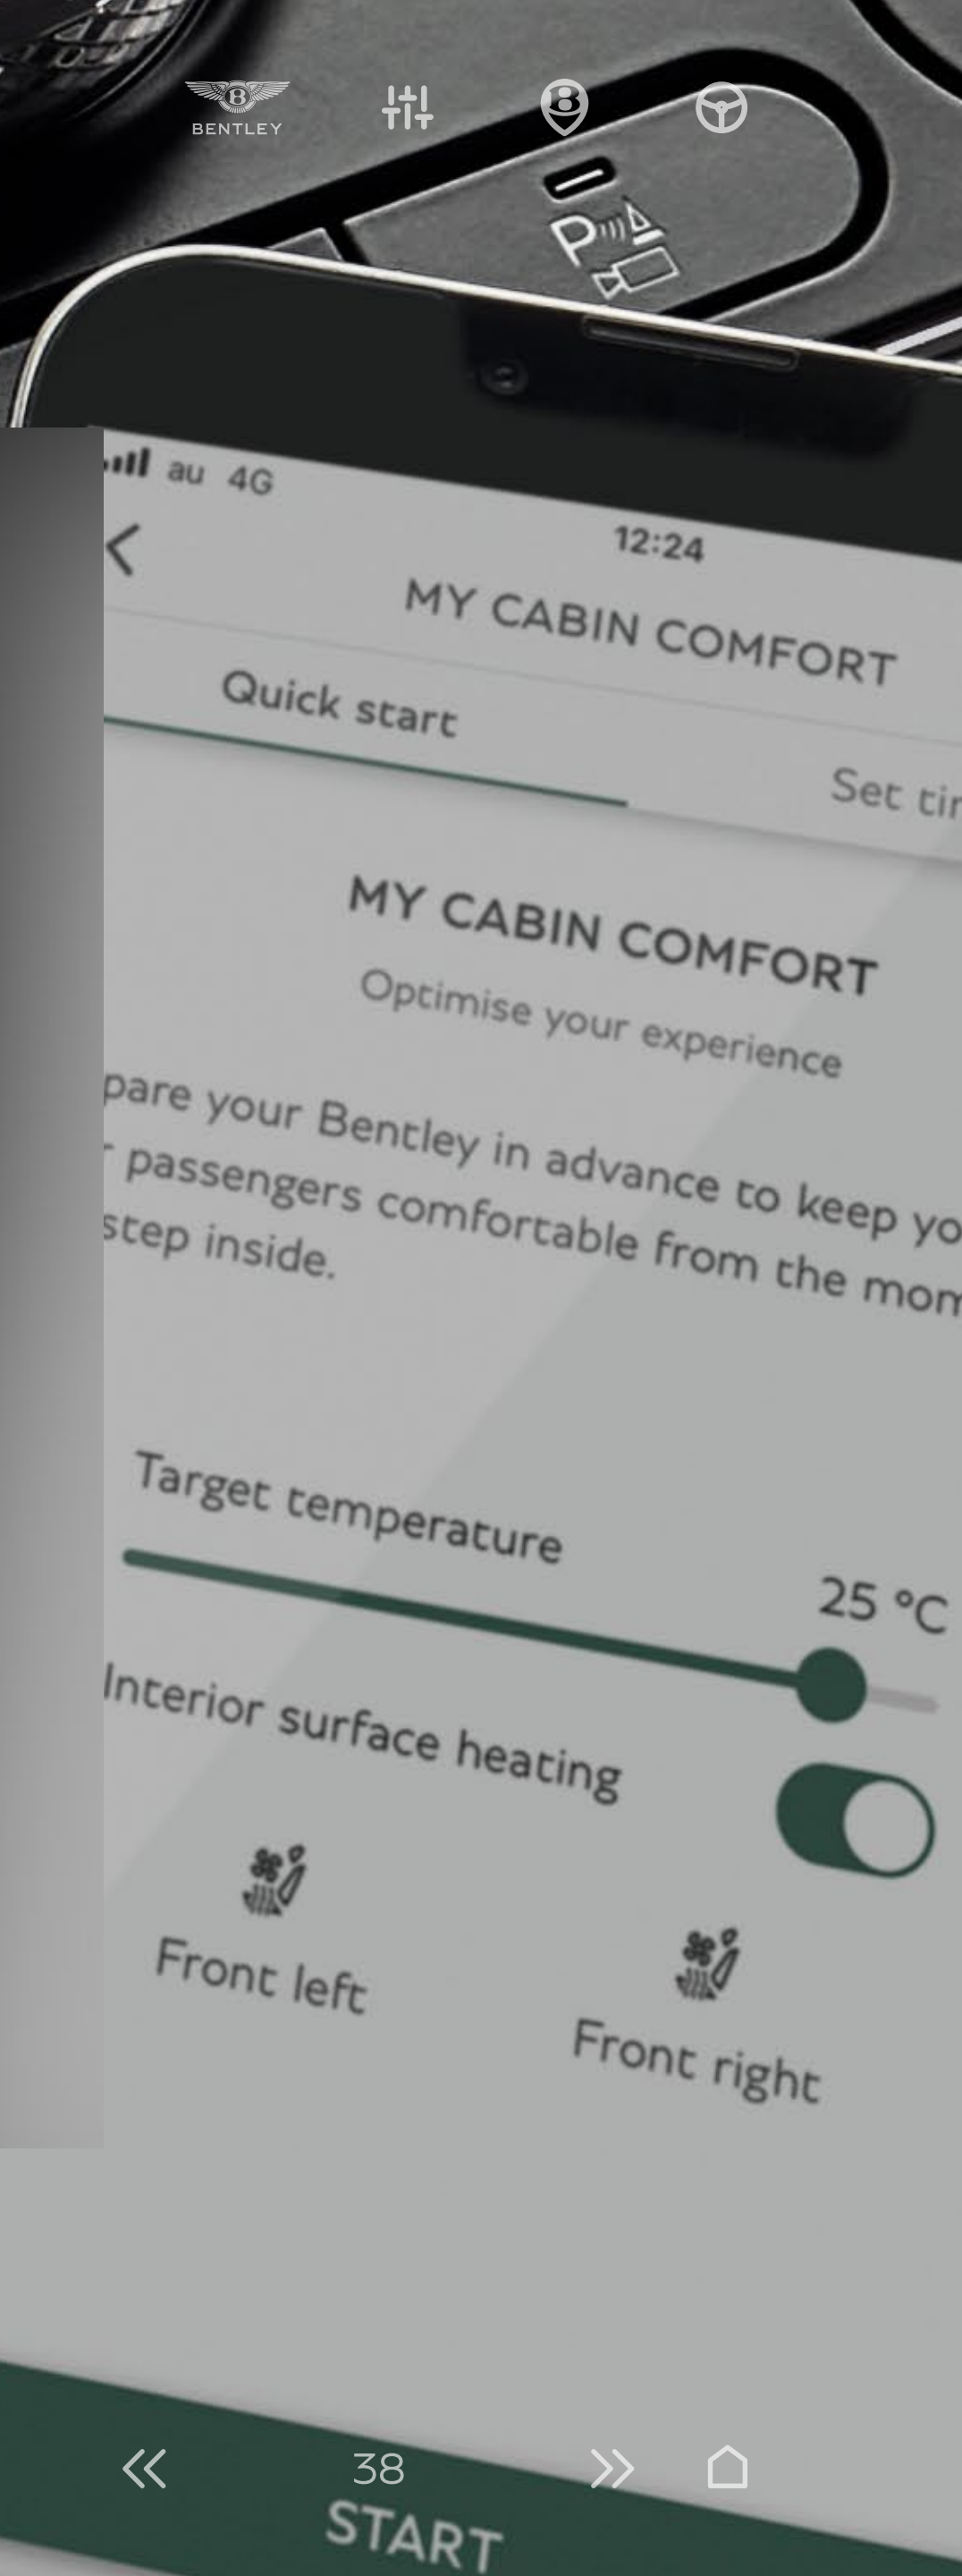 BENTLEY
P
au 4G
12:24
MY CABIN COMFORT
Quick start
Set tir
MY CABIN COMFORT
Optimise your experience
pare your Bentley in advance to keep yo
r passengers comfortable from the mom
step inside.
Target temperature
25 °C
Interior surface heating
Front left
Front right
38
START